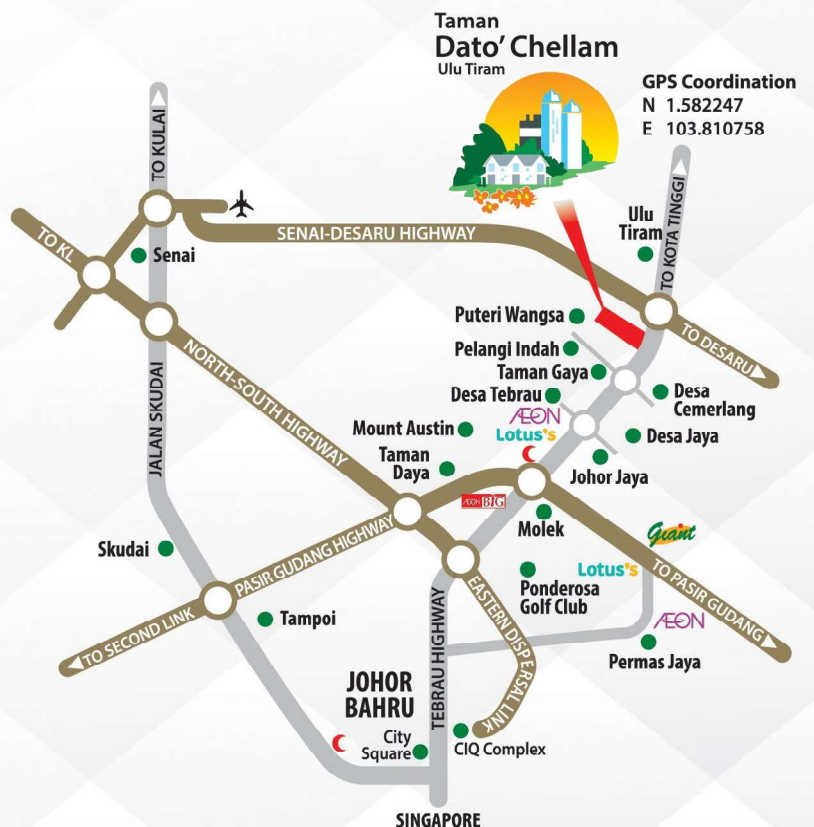 Taman
Dato' Chellam
Ulu Tiram
GPS Coordination
N 1.582247
E 103.810758
TO KULAI
TO KL
Senai
SENAI-DESARU HIGHWAY
Ulu
Tiram
TO KOTA TINGGI
Puteri Wangsa
TO DESARU
Pelangi Indah
Taman Gaya
Desa Tebrau
Desa
Cemerlang
NORTH-SOUTH HIGHWAY
JALAN SKUDAI
AEON
Lotus's
Mount Austin
Desa Jaya
Taman
Daya
Johor Jaya
AEON BiG
Molek
Giant
Skudai
PASIR GUDANG HIGHWAY
Lotus's
TO PASIR GUDANG
Ponderosa
Golf Club
EASTERN DISPERSAL LINK
TO SECOND LINK
Tampoi
AEON
Permas Jaya
TEBRAU HIGHWAY
JOHOR
BAHRU
City
Square
CIQ Complex
SINGAPORE